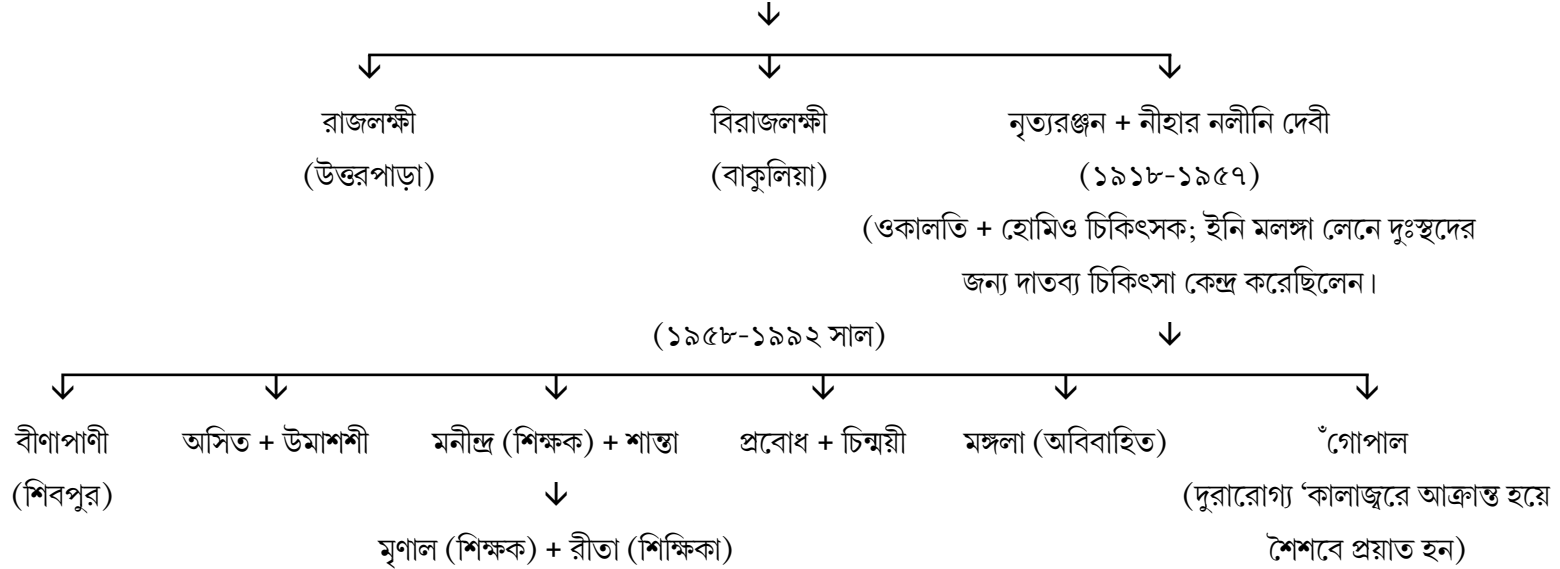 রাজলক্ষী বিরাজলক্ষী নৃত্যরঞ্জন + নীহার নলীনি দেবী
(উত্তরপাড়া) (বাকুলিয়া) (১৯১৮-১৯৫৭)
(ওকালতি + হোমিও চিকিৎসক; ইনি মলঙ্গা লেনে দুঃস্থদের
জন্য দাতব্য চিকিৎসা কেন্দ্র করেছিলেন।
(১৯৫৮-১৯৯২ সাল)
বীণাপাণী অসিত + উমাশশী মনীন্দ্র (শিক্ষক) + শান্তা প্রবোধ + চিন্ময়ী মঙ্গলা (অবিবাহিত) ঁগোপাল
(শিবপুর) (দুরারোগ্য ‘কালাজ্বরে আক্রান্ত হয়ে
মৃণাল (শিক্ষক) + রীতা (শিক্ষিকা) শৈশবে প্রয়াত হন)